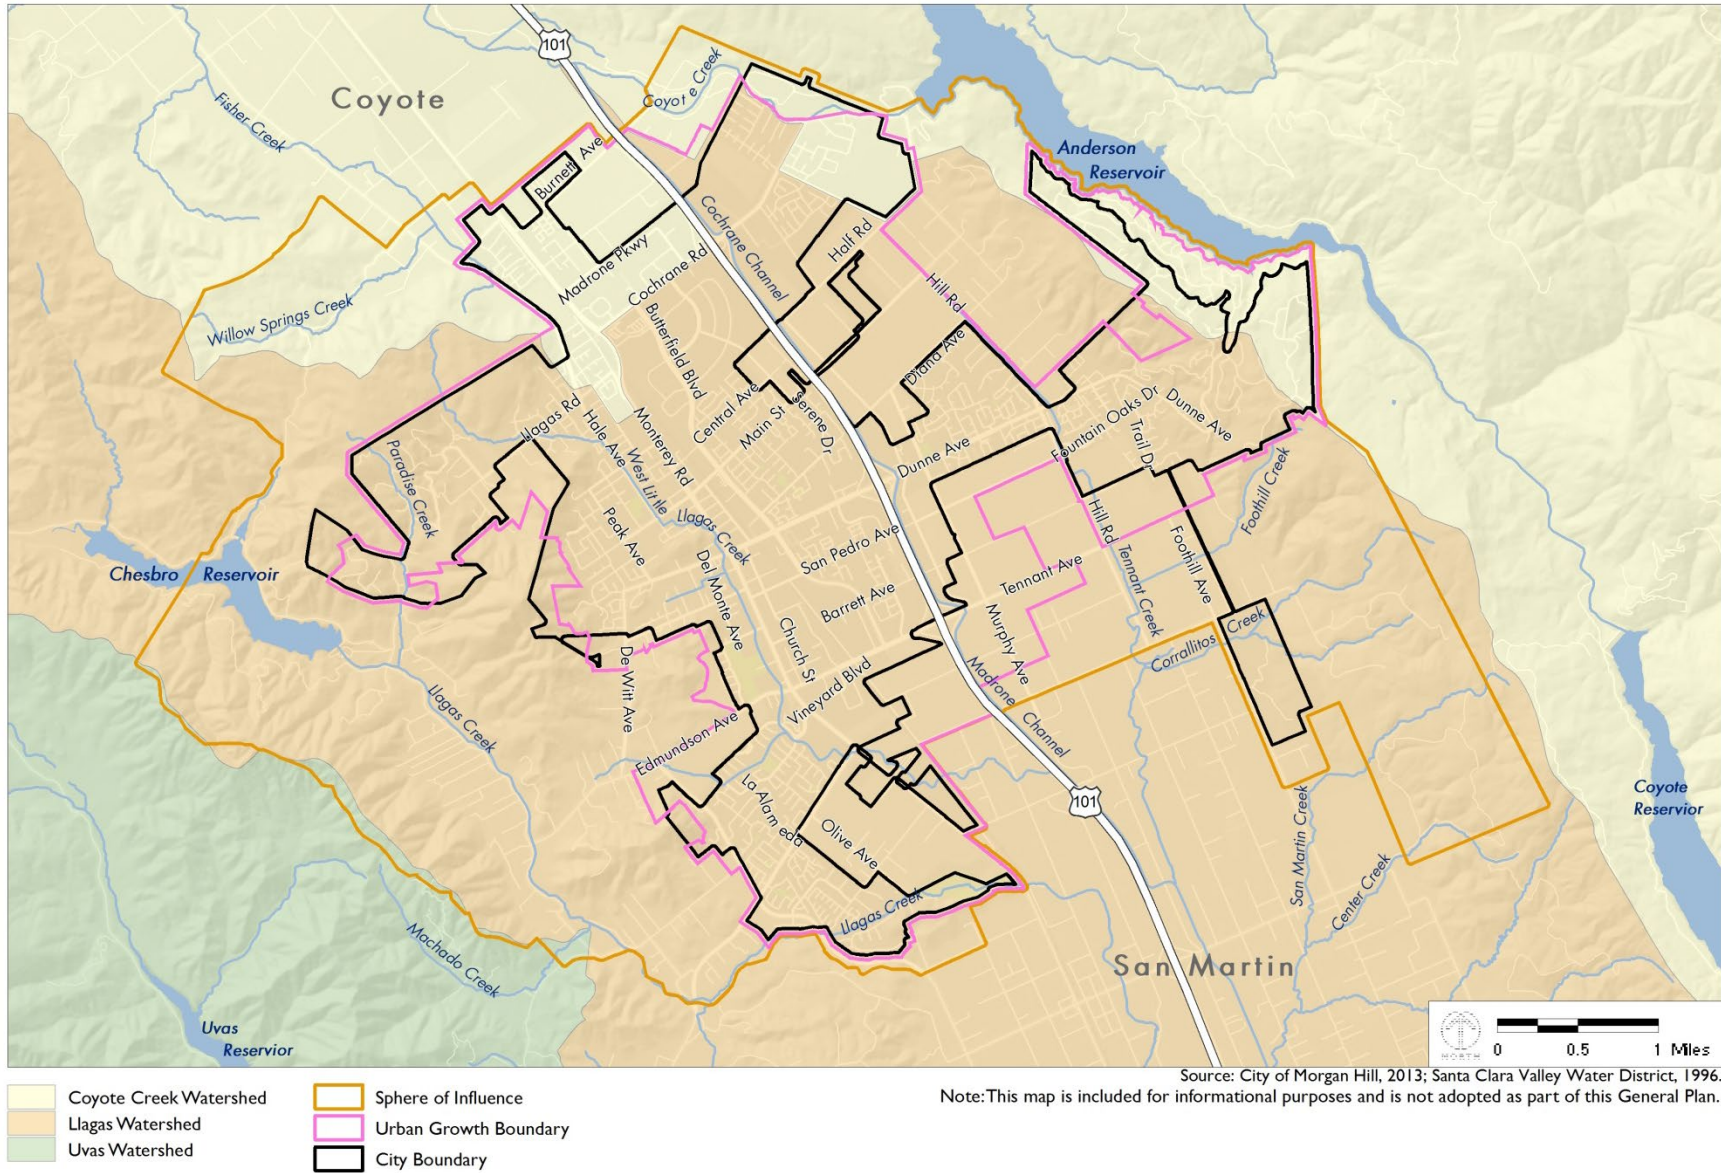 101
Coyote
Coyot e Creek
Fisher Creek
Burnett Ave
Anderson
Reservoir
Cochrane Channel
Half Rd
Madrone Pkwy
Cochrane Rd
Hill Rd
Willow Springs Creek
Butterfield Blvd
Diana Ave
Central Ave
Main St
Serene Dr
Llagas Rd
Hale Ave
Monterey Rd
Fountain Oaks Dr
Dunne Ave
Trail Dr
Dunne Ave
Paradise Creek
West Little
Llagas Creek
Foothill Creek
Peak Ave
San Pedro Ave
Hill Rd
Tennant Ave
Foothill Ave
Tennant Creek
Chesbro Reservoir
Del Monte Ave
Barrett Ave
Murphy Ave
Church St
Corrallitos Creek
De Witt Ave
Vineyard Blvd
Madrone Channel
Llagas Creek
Edmundson Ave
La Alam eda
Olive Ave
101
Coyote
Reservior
San Martin Creek
Center Creek
Llagas Creek
Machado Creek
San Martin
Uvas
Reservior
NORTH
0 0.5 1 Miles
Source: City of Morgan Hill, 2013; Santa Clara Valley Water District, 1996.
Note: This map is included for informational purposes and is not adopted as part of this General Plan.
Coyote Creek Watershed
Llagas Watershed
Uvas Watershed
Sphere of Influence
Urban Growth Boundary
City Boundary